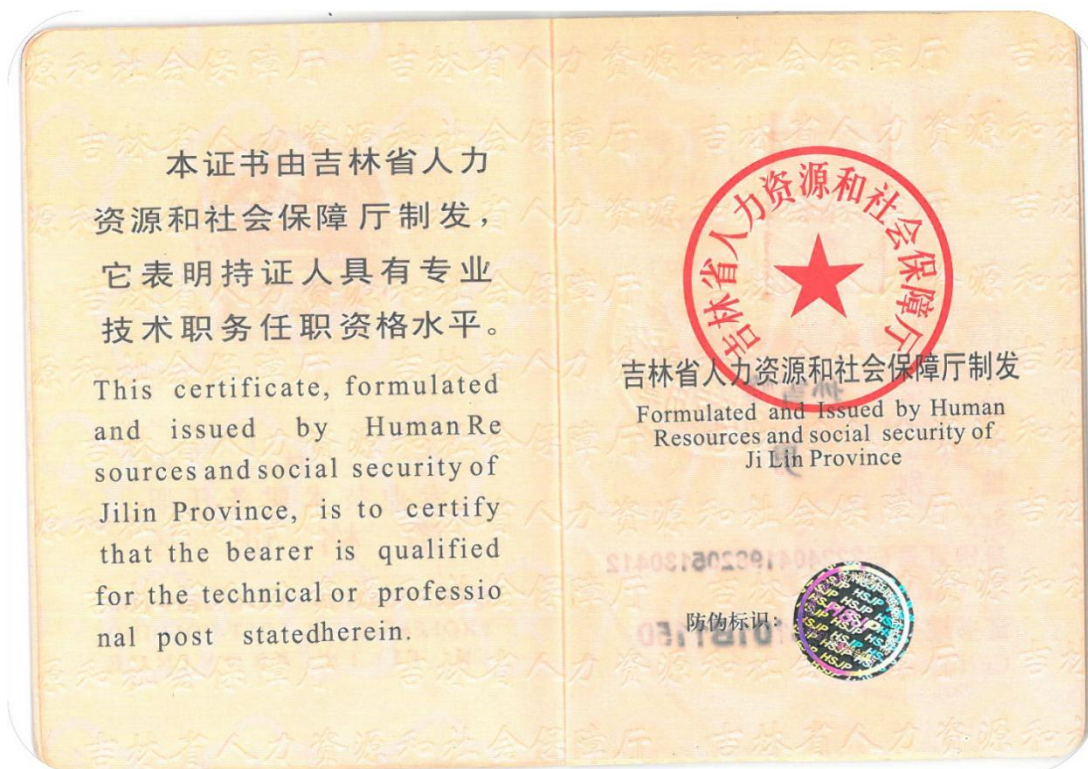 本证书由吉林省人力
资源和社会保障厅制发，
它表明持证人具有专业
技术职务任职资格水平。
This certificate, formulated
and issued by Human Re
sources and social security of
Jilin Province, is to certify
that the bearer is qualified
for the technical or professio
nal post statedherein.
吉林省人力资源和社会保障厅
吉林省人力资源和社会保障厅制发
Formulated and Issued by Human
Resources and social security of
Ji Lin Province
防伪标识：
HSJP